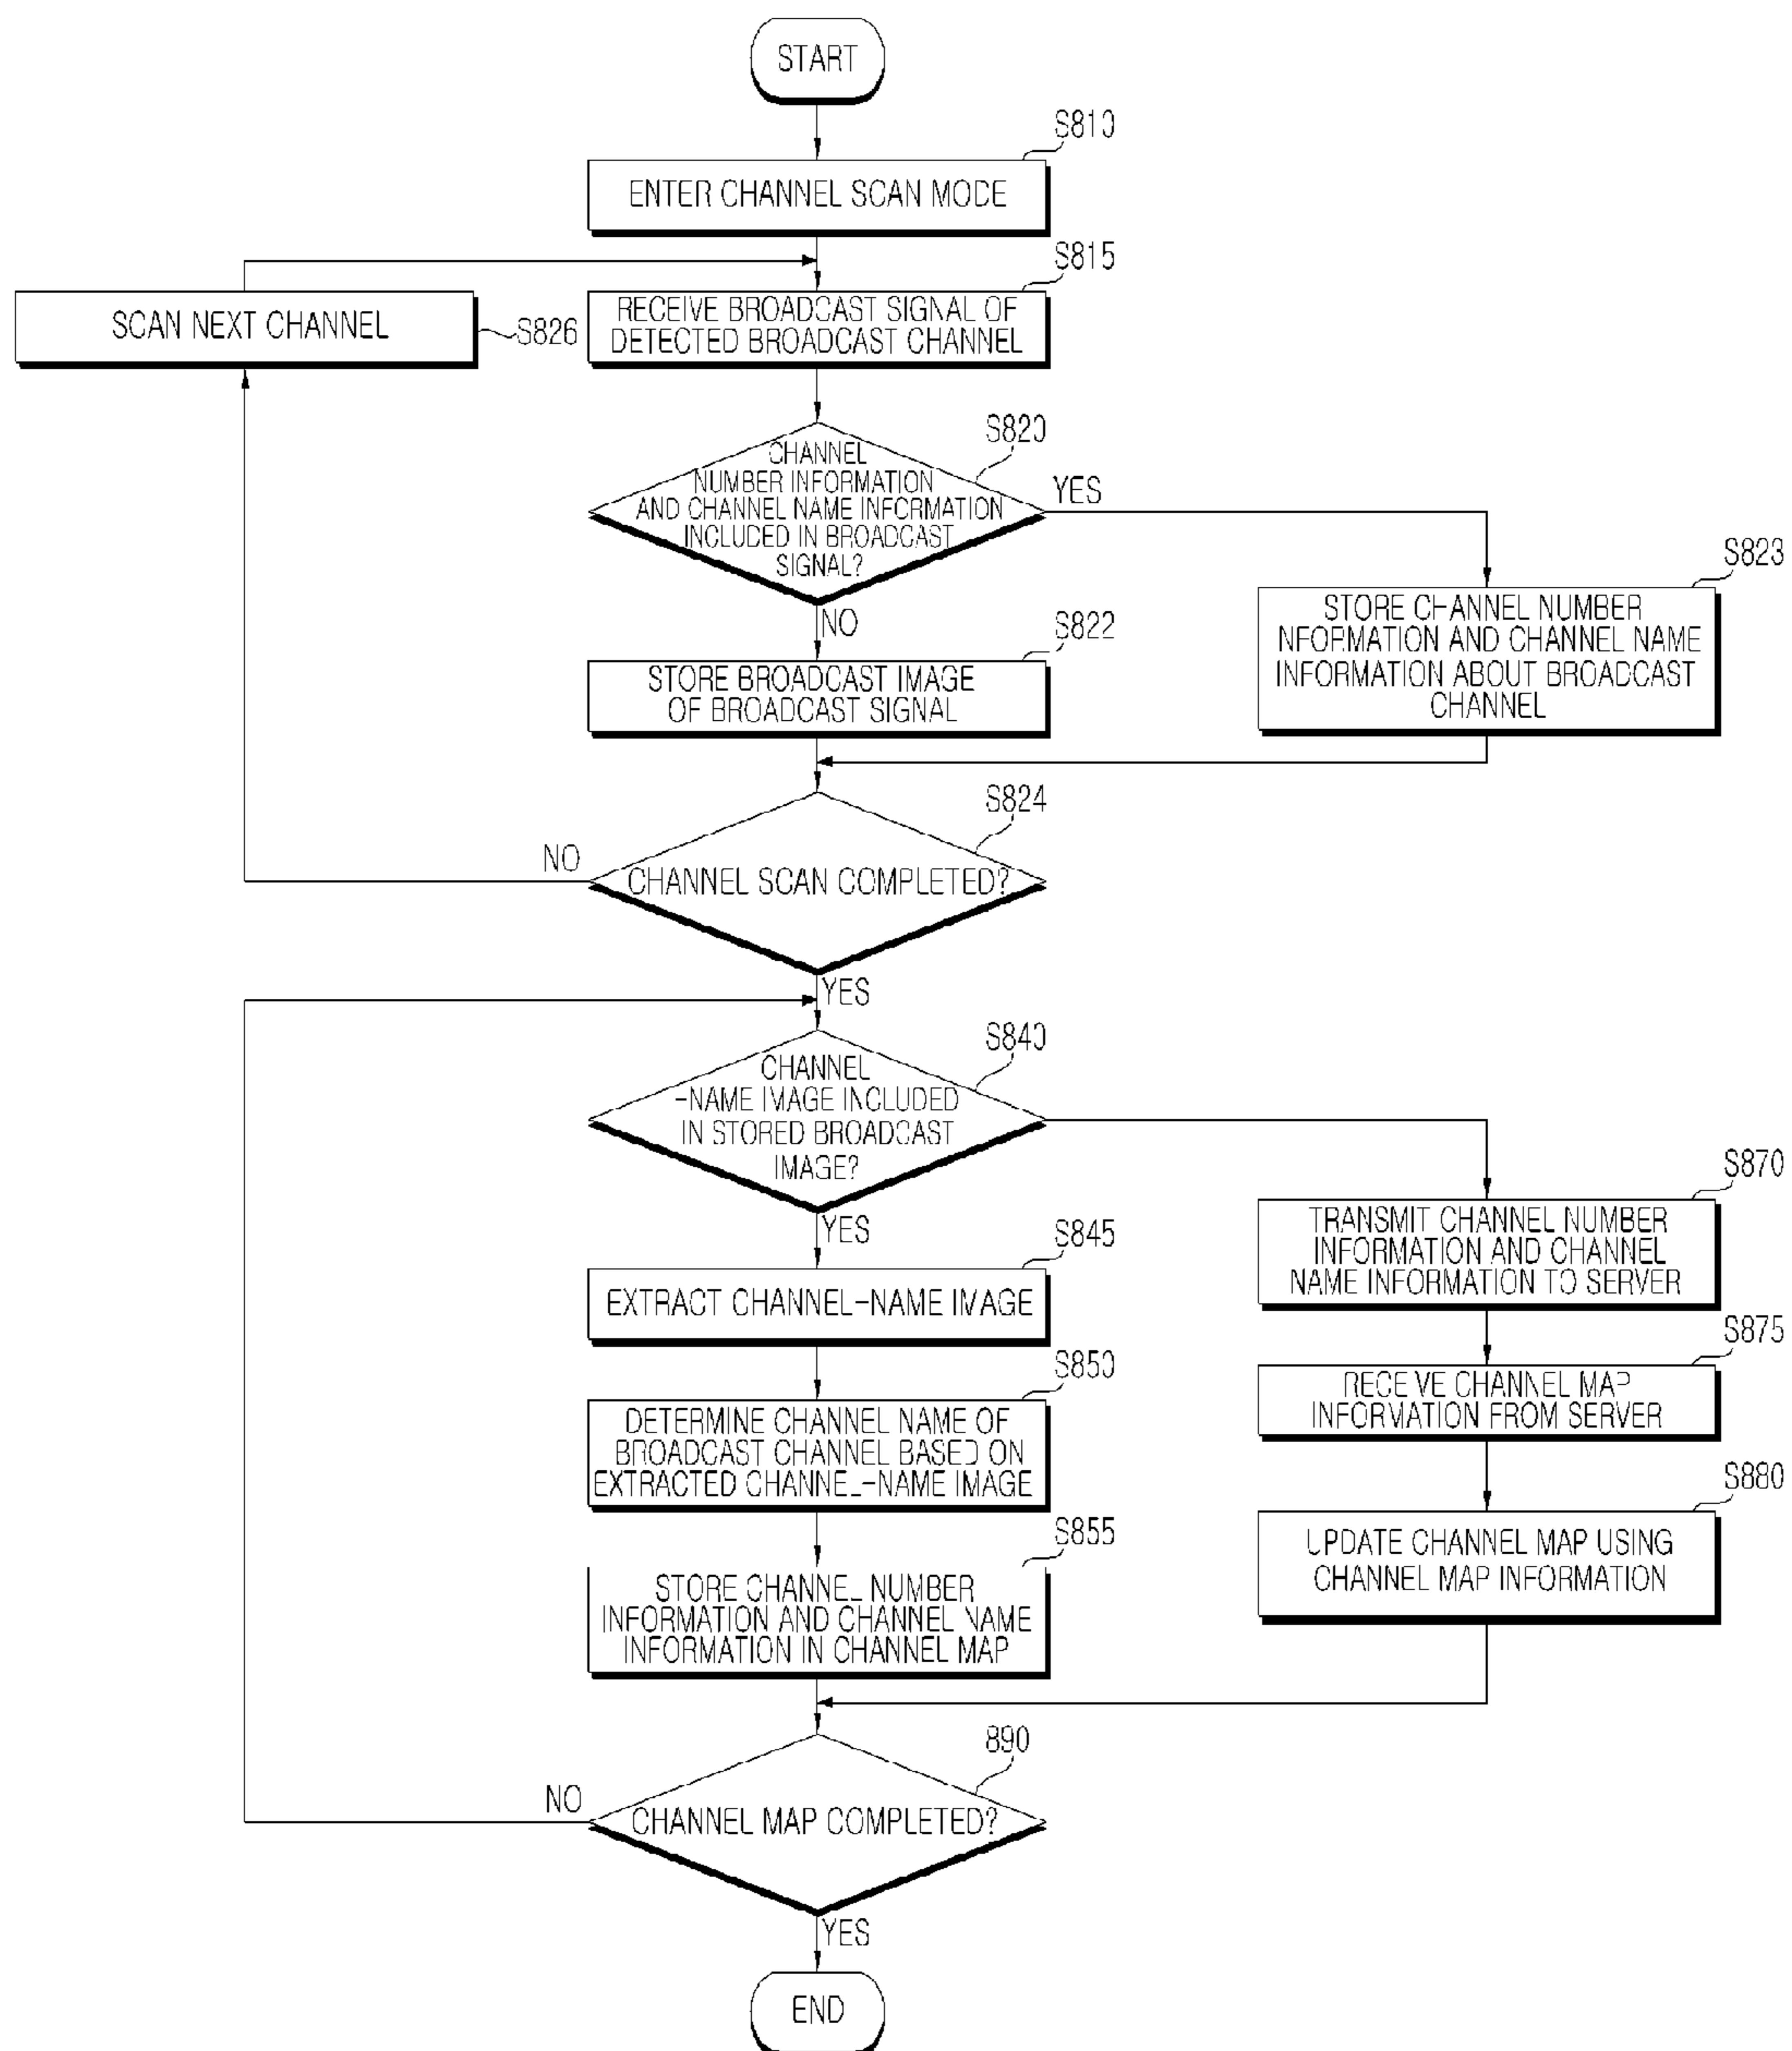 START
S810
ENTER CHANNEL SCAN MODE
S815
RECEIVE BROADCAST SIGNAL OF
DETECTED BROADCAST CHANNEL
SCAN NEXT CHANNEL
S826
S820
CHANNEL
NUMBER INFORMATION
AND CHANNEL NAME INFORMATION
INCLUDED IN BROADCAST
SIGNAL?
YES
NO
S823
STORE CHANNEL NUMBER
NFORMATION AND CHANNEL NAME
INFORMATION ABOUT BROADCAST
CHANNEL
S822
STORE BROADCAST IMAGE
OF BROADCAST SIGNAL
S824
CHANNEL SCAN COMPLETED?
NO
YES
S840
CHANNEL
-NAME IMAGE INCLUDED
IN STORED BROADCAST
IMAGE?
YES
S845
EXTRACT CHANNEL-NAME IMAGE
S850
DETERMINE CHANNEL NAME OF
BROADCAST CHANNEL BASED ON
EXTRACTED CHANNEL-NAME IMAGE
S855
STORE CHANNEL NUMBER
INFORMATION AND CHANNEL NAME
INFORMATION IN CHANNEL MAP
S870
TRANSMIT CHANNEL NUMBER
INFORMATION AND CHANNEL
NAME INFORMATION TO SERVER
S875
RECEIVE CHANNEL MAP
INFORMATION FROM SERVER
S880
UPDATE CHANNEL MAP USING
CHANNEL MAP INFORMATION
890
CHANNEL MAP COMPLETED?
NO
YES
END